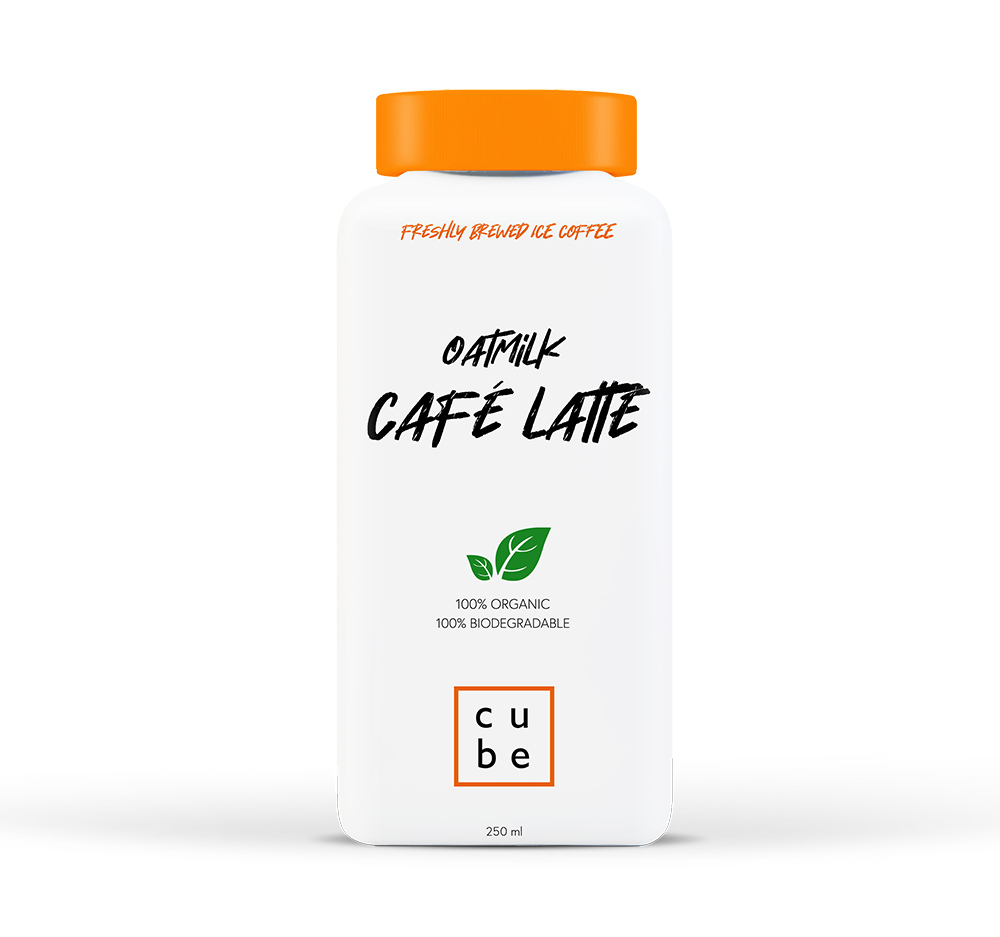 FRESHLY BREWED ICE COFFEE
OATMiLK
CAFÉ LATTE
100% ORGANIC
100% BIODEGRADABLE
c u
b e
250 ml